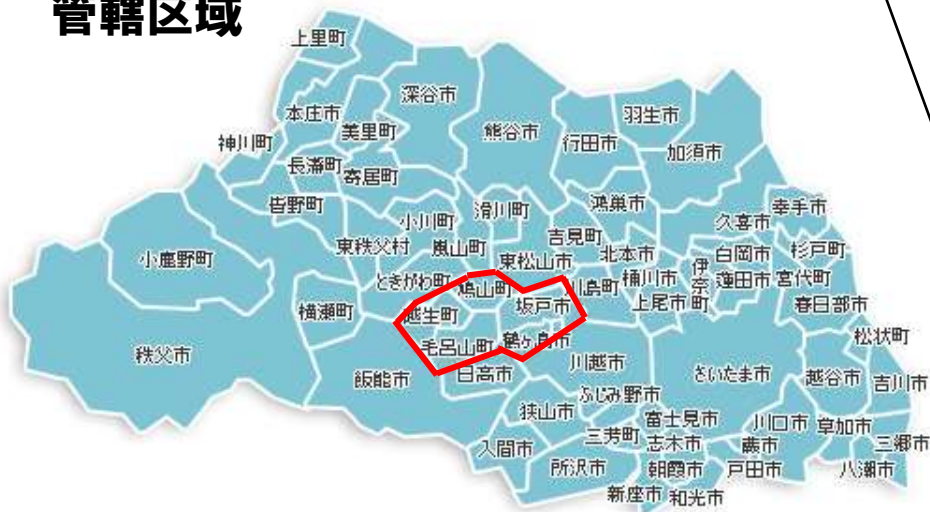 管轄区域
上里町
深谷市
本庄市
羽生市
美里町
熊谷市
行田市
神川町
加須市
長瀞町
寄居町
皆野町
小川町
滑川町
鴻巣市
久喜市
幸手市
東秩父村
嵐山町
吉見町
北本市
白岡市
杉戸町
小鹿野町
東松山市
ときがわ町
鳩山町
川島町
桶川市
伊奈町
蓮田市
宮代町
横瀬町
越生町
坂戸市
上尾市
春日部市
秩父市
毛呂山町
鶴ヶ島市
松状町
飯能市
日高市
川越市
さいたま市
越谷市
吉川市
ふじみ野市
狭山市
富士見市
川口市
草加市
入間市
三芳町
志木市
蕨市
三郷市
所沢市
朝霞市
戸田市
八潮市
新座市
和光市